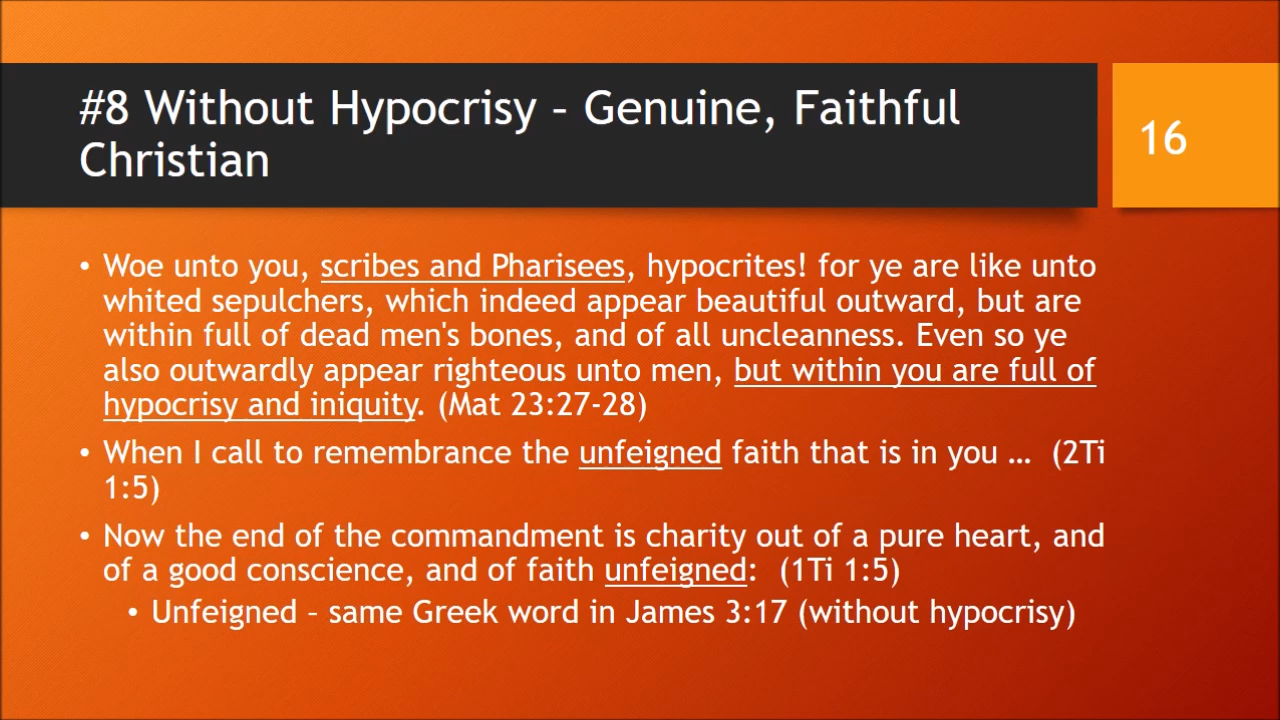 #8 Without Hypocrisy – Genuine, Faithful
Christian
16
• Woe unto you, scribes and Pharisees, hypocrites! for ye are like unto
whited sepulchers, which indeed appear beautiful outward, but are
within full of dead men's bones, and of all uncleanness. Even so ye
also outwardly appear righteous unto men, but within you are full of
hypocrisy and iniquity. (Mat 23:27-28)
• When I call to remembrance the unfeigned faith that is in you … (2Ti
1:5)
• Now the end of the commandment is charity out of a pure heart, and
of a good conscience, and of faith unfeigned: (1Ti 1:5)
• Unfeigned – same Greek word in James 3:17 (without hypocrisy)